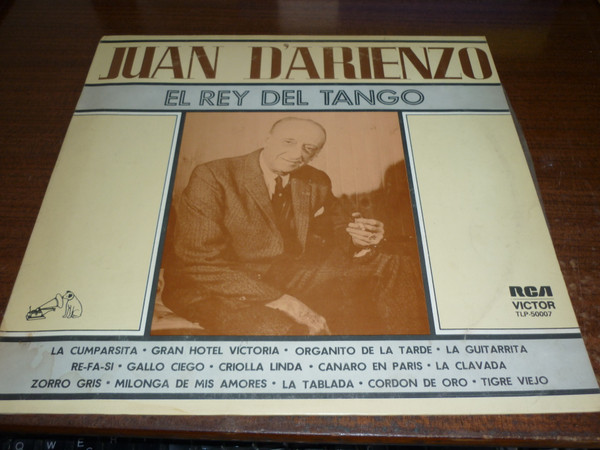 JUAN D'ARIENZO
EL REY DEL TANGO
RCA
VICTOR
TLP-50007
LA CUMPARSITA • GRAN HOTEL VICTORIA • ORGANITO DE LA TARDE • LA GUITARRITA
RE-FA-SI • GALLO CIEGO • CRIOLLA LINDA • CANARO EN PARIS • LA CLAVADA
ZORRO GRIS • MILONGA DE MIS AMORES • LA TABLADA • CORDON DE ORO • TIGRE VIEJO
O W E